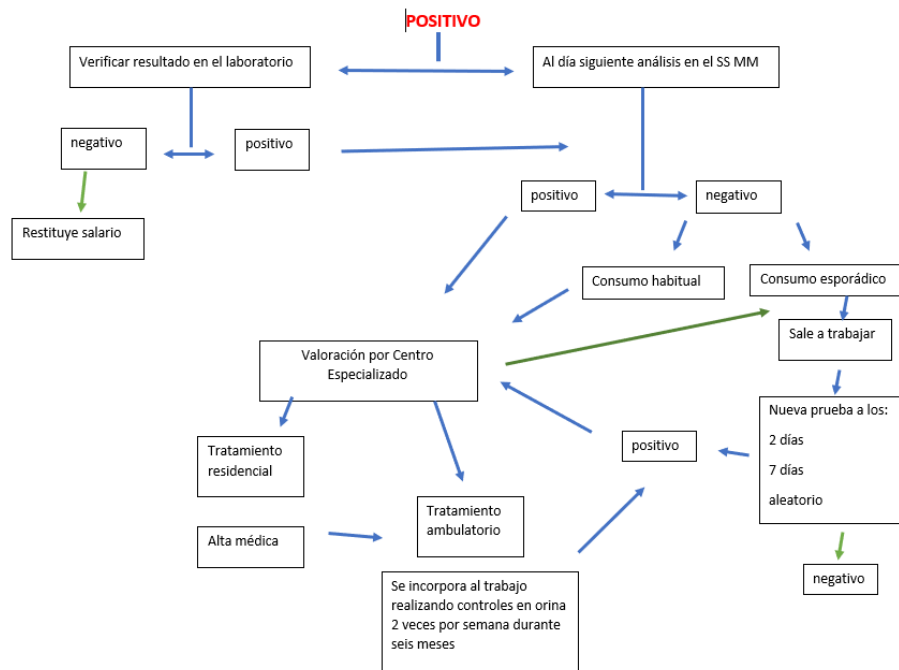 POSITIVO
Verificar resultado en el laboratorio
Al día siguiente análisis en el SS MM
negativo
positivo
positivo
negativo
Restituye salario
Consumo habitual
Consumo esporádico
Sale a trabajar
Valoración por Centro
Especializado
Nueva prueba a los:
2 días
7 días
aleatorio
Tratamiento
residencial
positivo
Tratamiento
ambulatorio
Alta médica
Se incorpora al trabajo
realizando controles en orina
2 veces por semana durante
seis meses
negativo